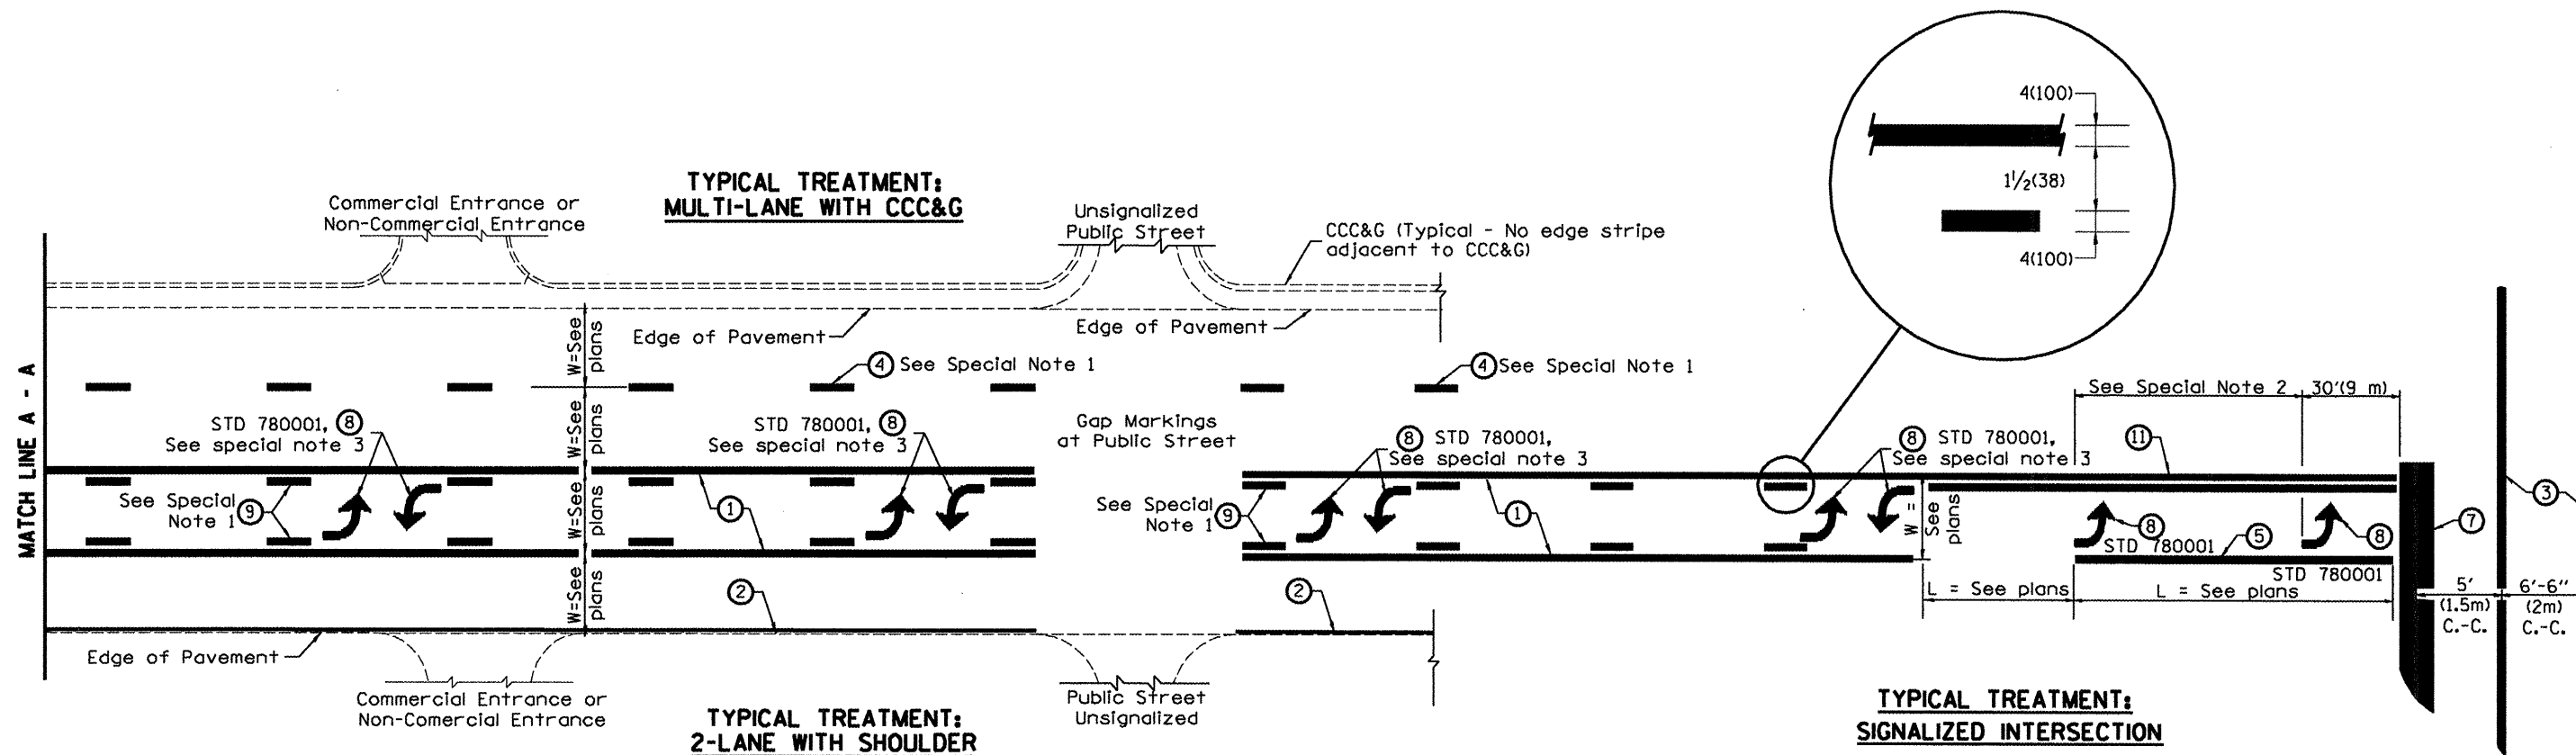 TYPICAL TREATMENT:
MULTI-LANE WITH CCC&G
Commercial Entrance or
Non-Commercial Entrance
Unsignalized
Public Street
CCC&G (Typical - No edge stripe
adjacent to CCC&G)
4(100)
1 1/2(38)
4(100)
MATCH LINE A - A
Edge of Pavement
Edge of Pavement
W=See
plans
4 See Special Note 1
4 See Special Note 1
W=See
plans
STD 780001, 8
See special note 3
STD 780001, 8
See special note 3
Gap Markings
at Public Street
8 STD 780001,
See special note 3
8 STD 780001,
See special note 3
See Special Note 2
30'(9 m)
11
See Special
Note 1 9
W=See
plans
1
See Special
Note 1 9
1
W =
See
plans
8
STD 780001
5
8
STD 780001
7
3
W=See
plans
2
2
L = See plans
L = See plans
5'
(1.5m)
C.-C.
6'-6"
(2m)
C.-C.
Edge of Pavement
Commercial Entrance or
Non-Comercial Entrance
Public Street
Unsignalized
TYPICAL TREATMENT:
2-LANE WITH SHOULDER
TYPICAL TREATMENT:
SIGNALIZED INTERSECTION